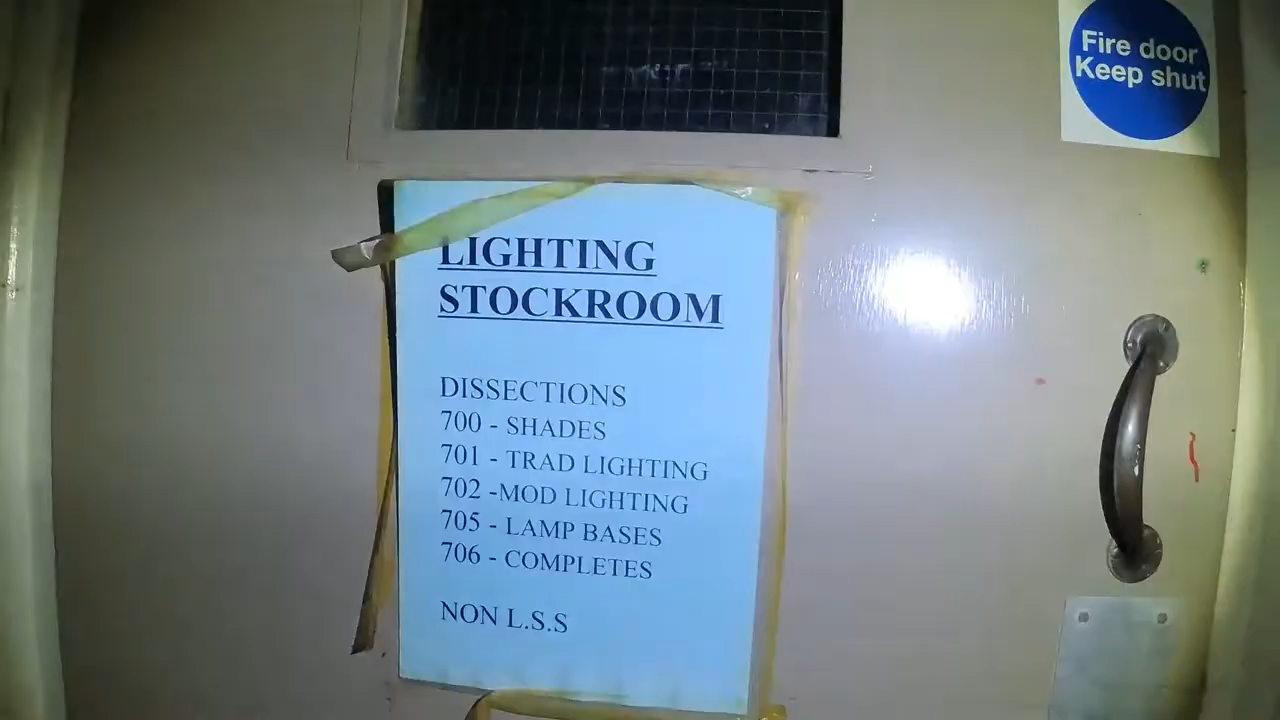 Fire door
Keep shut
LIGHTING
STOCKROOM
DISSECTIONS
700 - SHADES
701 - TRAD LIGHTING
702 -MOD LIGHTING
705 - LAMP BASES
706 - COMPLETES
NON L.S.S